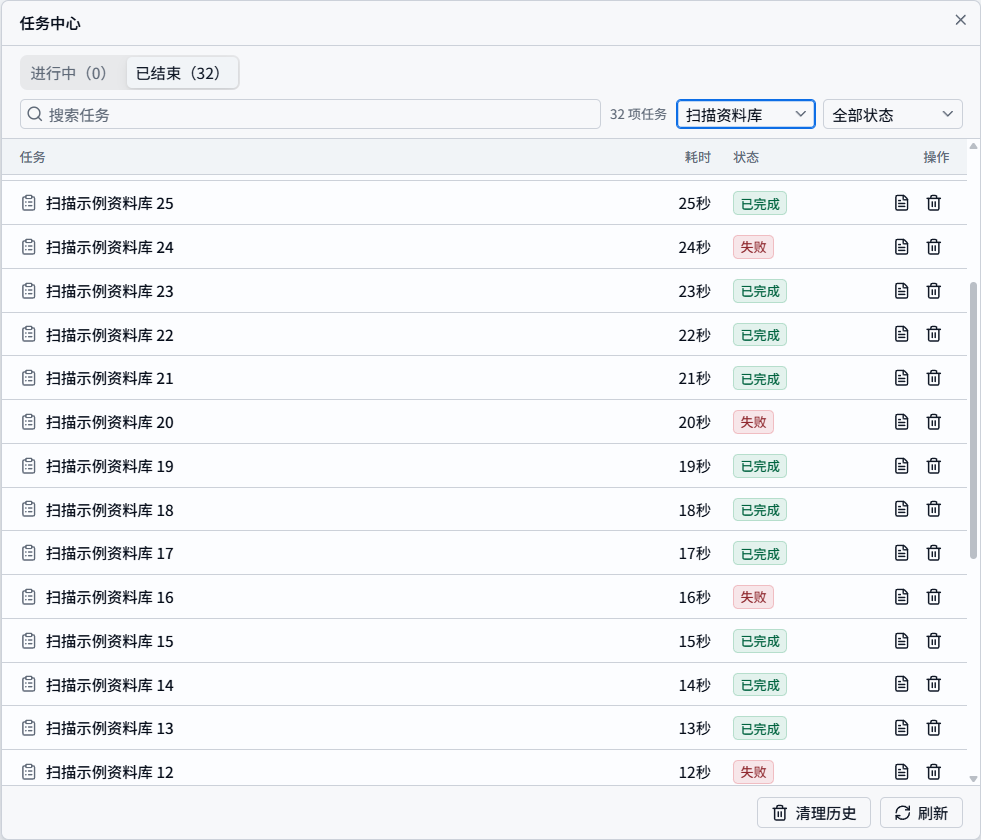 任务中心
进行中（0） 已结束（32）
搜索任务 32 项任务 扫描资料库 全部状态
任务 耗时 状态 操作
扫描示例资料库 25 25秒 已完成
扫描示例资料库 24 24秒 失败
扫描示例资料库 23 23秒 已完成
扫描示例资料库 22 22秒 已完成
扫描示例资料库 21 21秒 已完成
扫描示例资料库 20 20秒 失败
扫描示例资料库 19 19秒 已完成
扫描示例资料库 18 18秒 已完成
扫描示例资料库 17 17秒 已完成
扫描示例资料库 16 16秒 失败
扫描示例资料库 15 15秒 已完成
扫描示例资料库 14 14秒 已完成
扫描示例资料库 13 13秒 已完成
扫描示例资料库 12 12秒 失败
清理历史 刷新